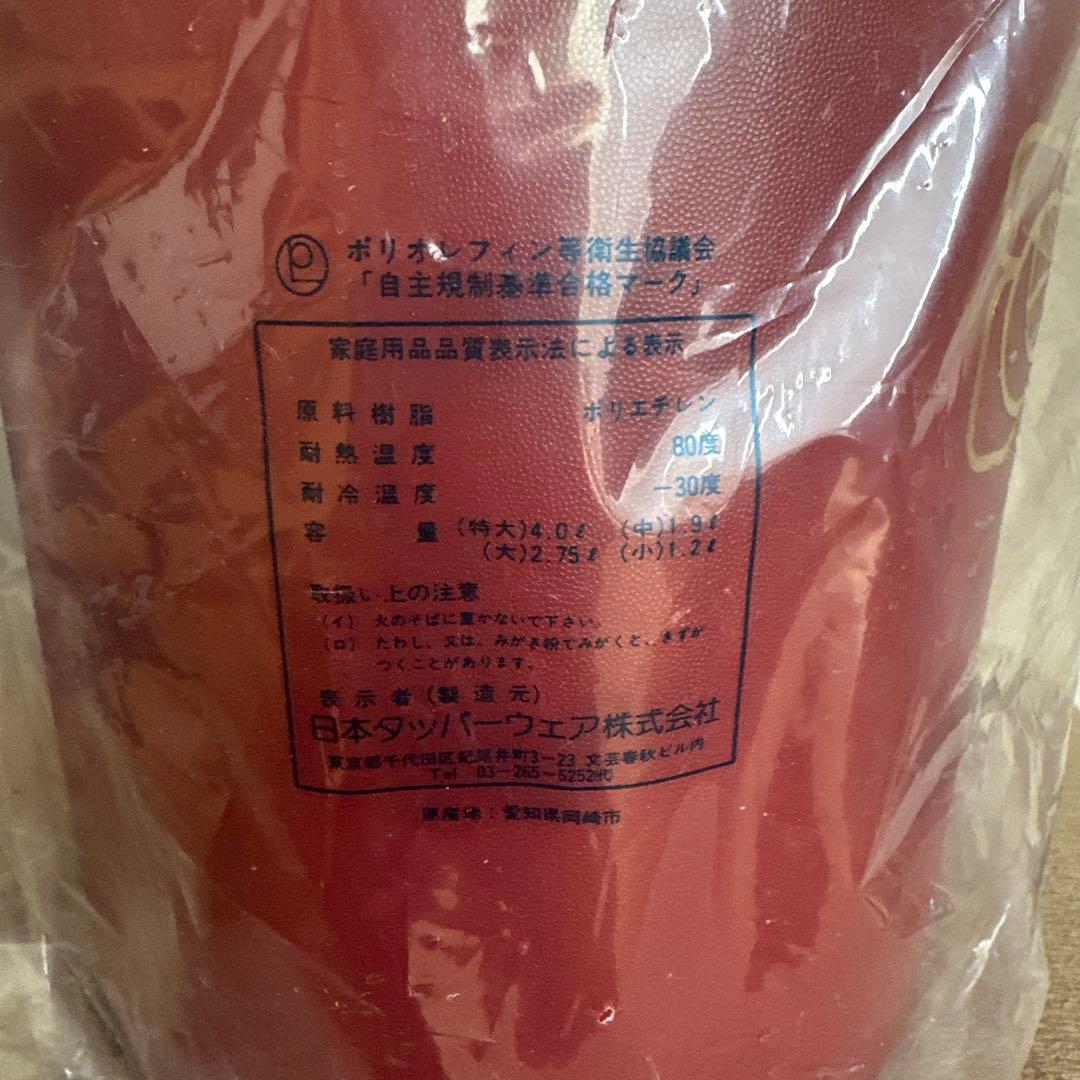 ポリオレフィン等衛生協議会
「自主規制基準合格マーク」
家庭用品品質表示法による表示
原料樹脂 ポリエチレン
耐熱温度 80度
耐冷温度 -30度
容量 (特大)4.0ℓ (中)1.9ℓ
(大)2.75ℓ (小)1.2ℓ
取扱い上の注意
(イ) 火のそばに置かないで下さい。
(ロ) たわし、又は、みがき粉でみがくと、きずが
つくことがあります。
表示者(製造元)
日本タッパーウェア株式会社
東京都千代田区紀尾井町3-23 文芸春秋ビル内
Tel 03-265-5252代
原産地:愛知県岡崎市